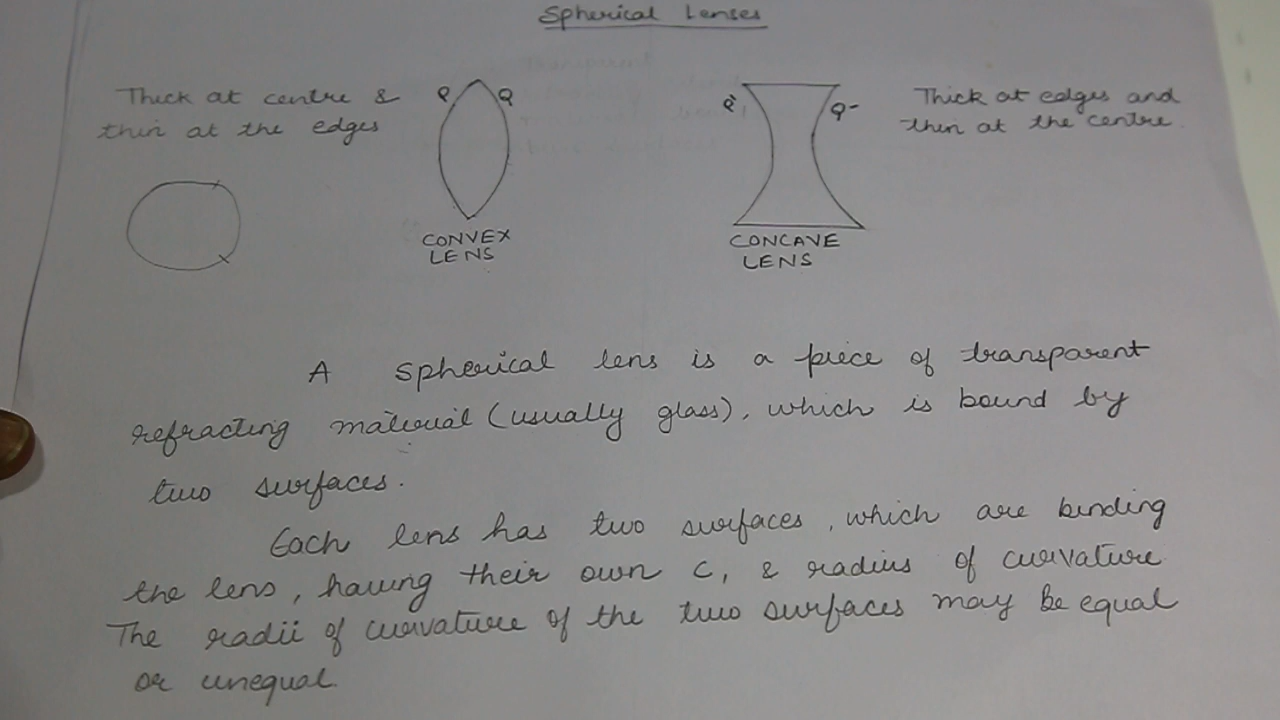 Spherical Lenses
Thick at centre &
thin at the edges
Q
Q
CONVEX
LENS
Q
Q
CONCAVE
LENS
Thick at edges and
thin at the centre
A spherical lens is a piece of transparent
refracting material (usually glass), which is bound by
two surfaces.
Each lens has two surfaces, which are binding
the lens, having their own C, & radius of curvature
The radii of curvature of the two surfaces may be equal
or unequal.